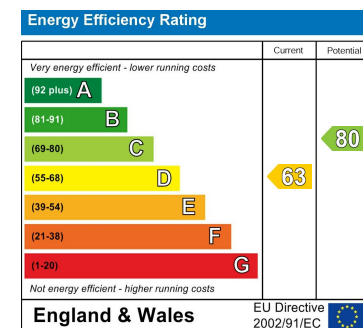 Energy Efficiency Rating
Current Potential
Very energy efficient - lower running costs
(92 plus) A
(81-91) B
(69-80) C
(55-68) D
(39-54) E
(21-38) F
(1-20) G
63
80
Not energy efficient - higher running costs
England & Wales
EU Directive
2002/91/EC